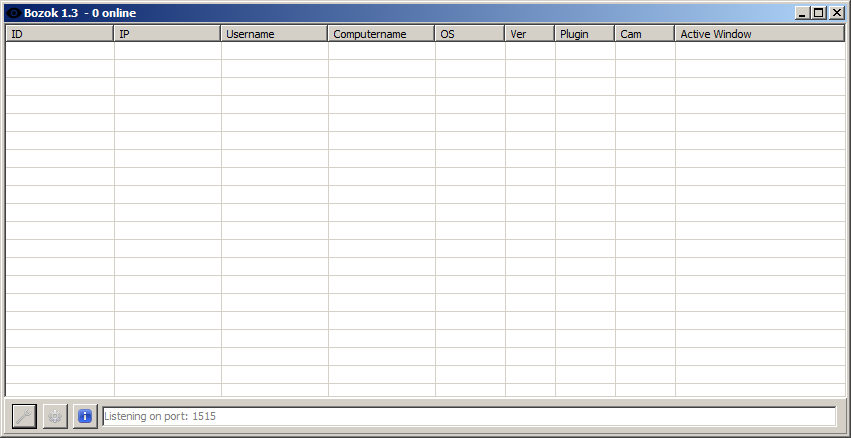 Bozok 1.3 - 0 online
ID IP Username Computername OS Ver Plugin Cam Active Window
Listening on port: 1515